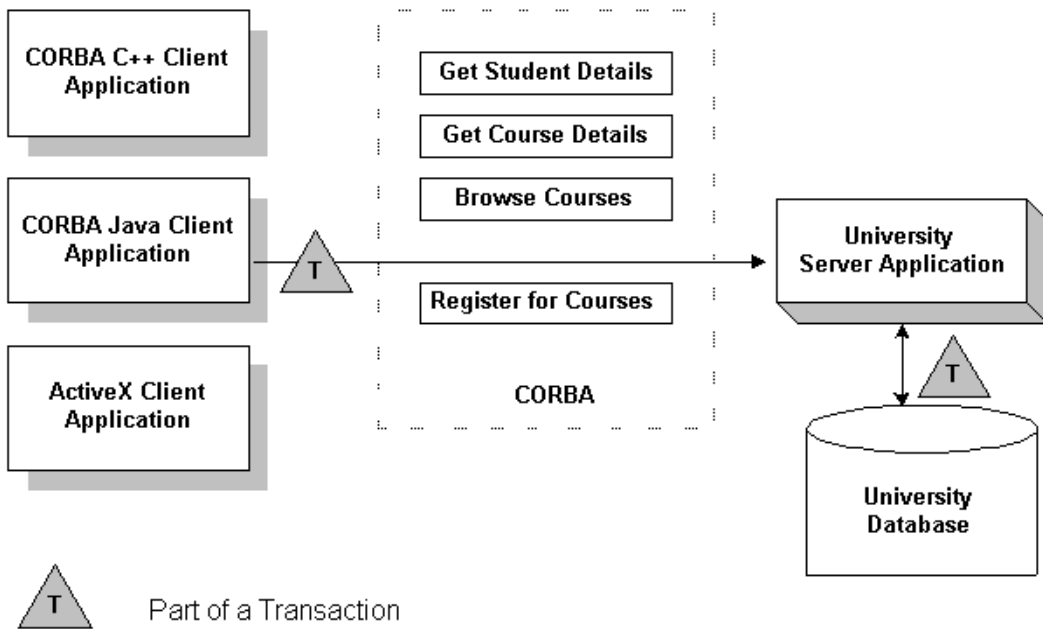 CORBA C++ Client
Application
CORBA Java Client
Application
ActiveX Client
Application
T
Get Student Details
Get Course Details
Browse Courses
Register for Courses
CORBA
University
Server Application
T
University
Database
T
Part of a Transaction